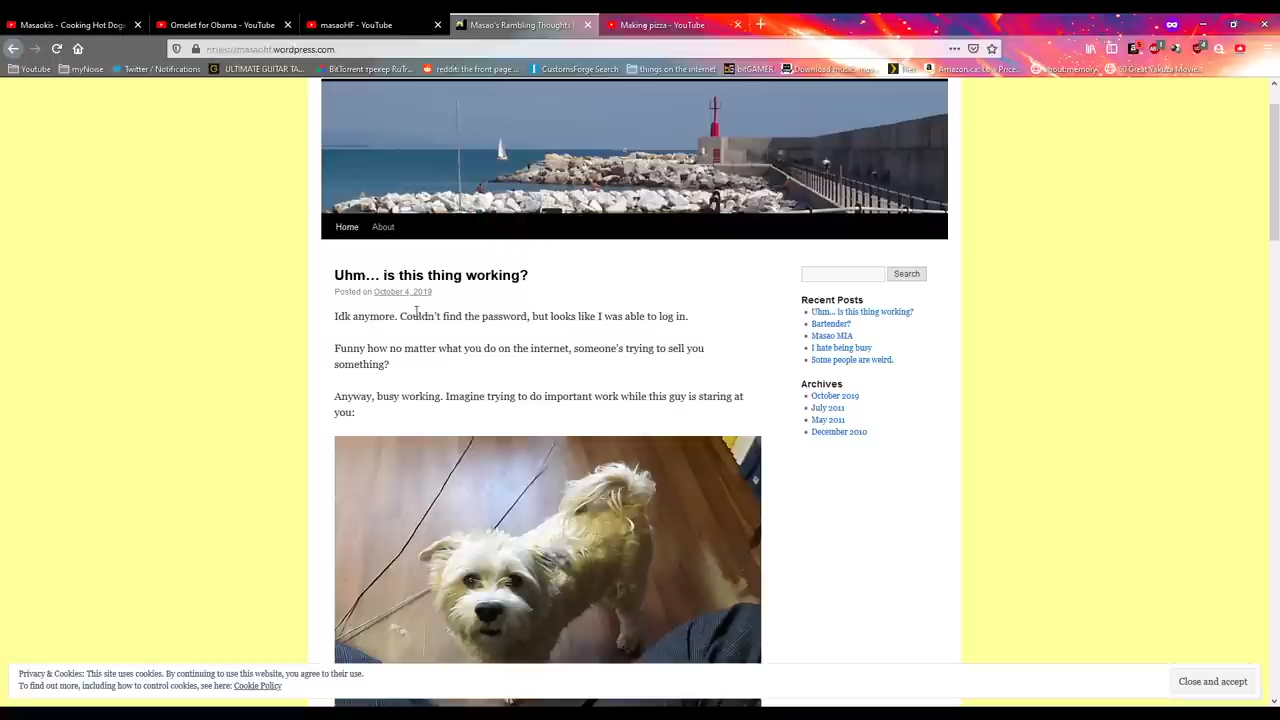 Masaokis - Cooking Hot Dogs
Omelet for Obama - YouTube
masaoHF - YouTube
Masao's Rambling Thoughts
Making pizza - YouTube
https://masaohf.wordpress.com
Youtube
myNoise
Twitter / Notifications
ULTIMATE GUITAR TA...
BitTorrent трекер RuTr...
reddit: the front page ...
CustomsForge Search
things on the internet
bitGAMER
Download music, mov...
Amazon.ca: Low Price...
about:memory
50 Great Yakuza Movie...
Home About
Uhm… is this thing working?
Posted on October 4, 2019
Idk anymore. Couldn't find the password, but looks like I was able to log in.
Funny how no matter what you do on the internet, someone's trying to sell you
something?
Anyway, busy working. Imagine trying to do important work while this guy is staring at
you:
Search
Recent Posts
Uhm… is this thing working?
Bartender?
Masao MIA
I hate being busy
Some people are weird.
Archives
October 2019
July 2011
May 2011
December 2010
Privacy & Cookies: This site uses cookies. By continuing to use this website, you agree to their use.
To find out more, including how to control cookies, see here: Cookie Policy
Close and accept